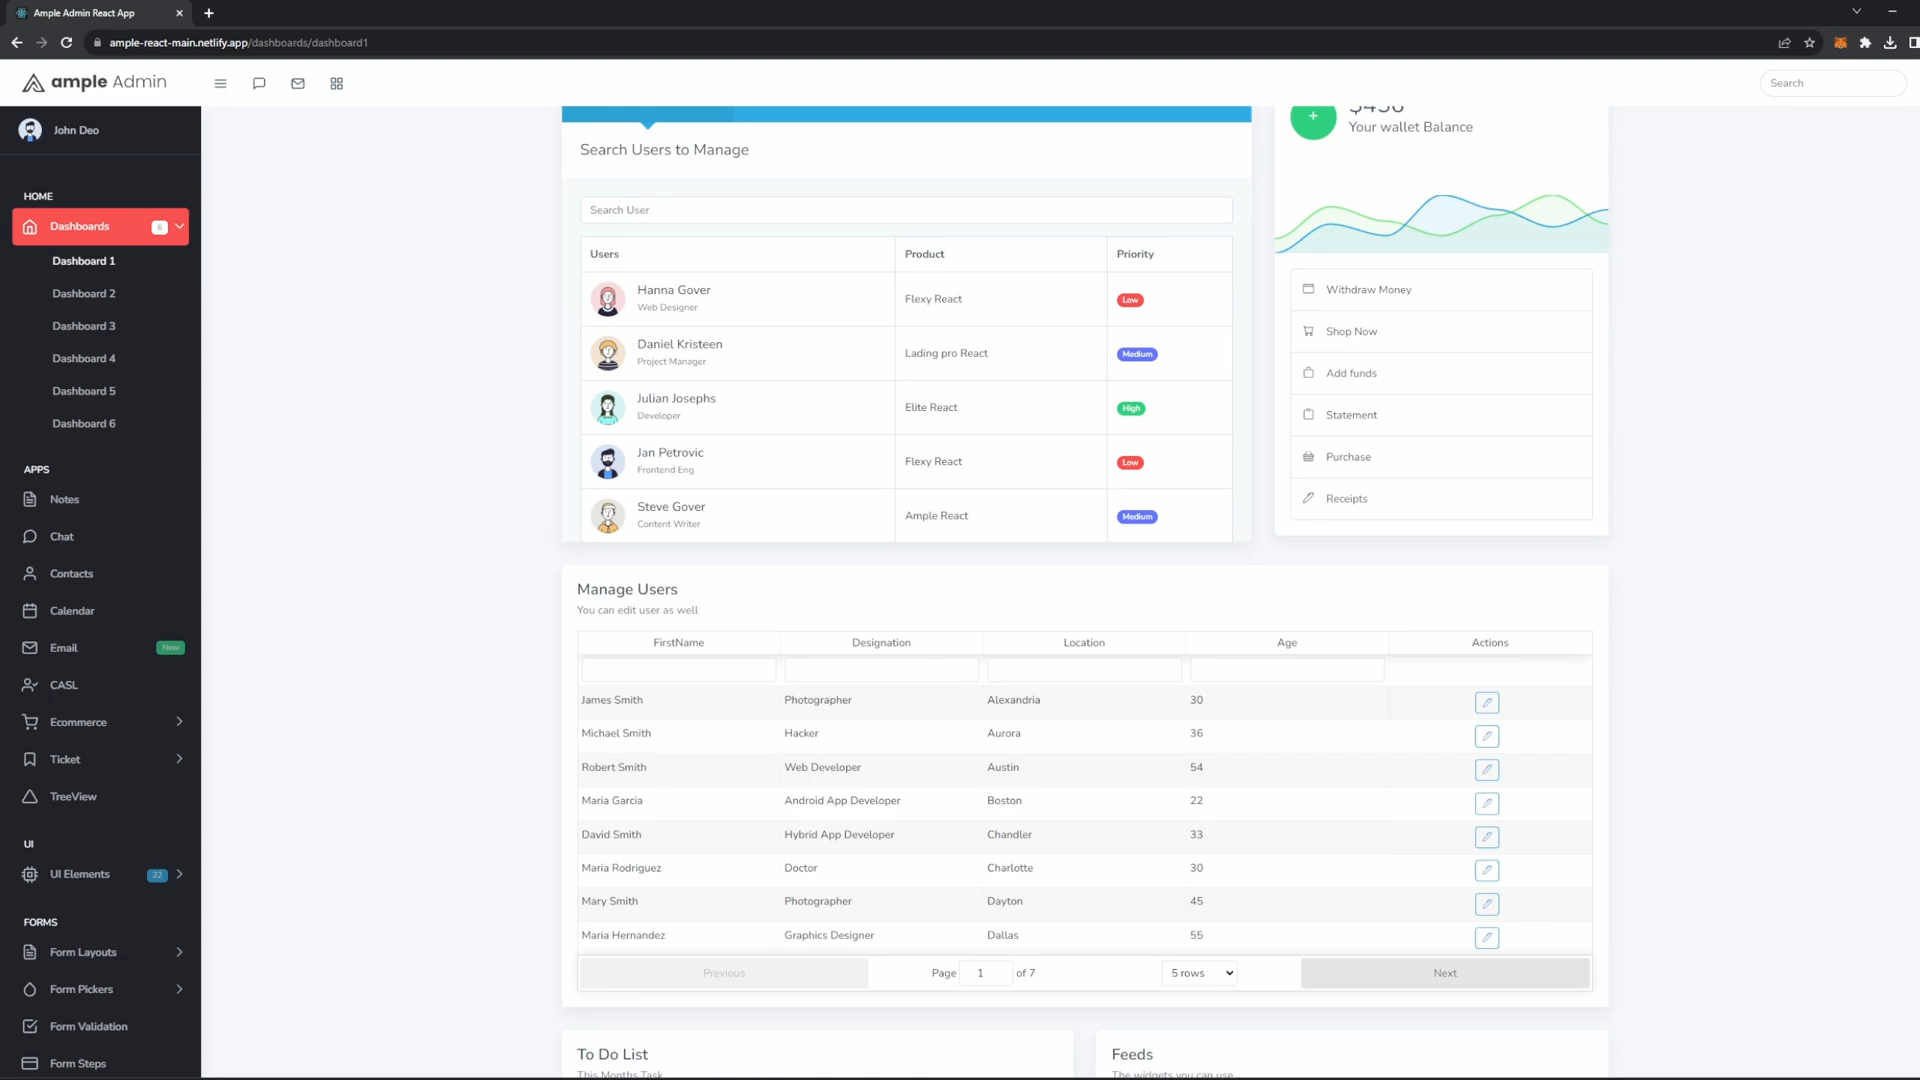 Ample Admin React App
ample-react-main.netlify.app/dashboards/dashboard1
ample Admin
Search
John Deo
HOME
Dashboards 6
Dashboard 1
Dashboard 2
Dashboard 3
Dashboard 4
Dashboard 5
Dashboard 6
APPS
Notes
Chat
Contacts
Calendar
Email New
CASL
Ecommerce
Ticket
TreeView
UI
UI Elements 22
FORMS
Form Layouts
Form Pickers
Form Validation
Form Steps
Search Users to Manage
Search User
Users Product Priority
Hanna Gover
Web Designer
Flexy React Low
Daniel Kristeen
Project Manager
Lading pro React Medium
Julian Josephs
Developer
Elite React High
Jan Petrovic
Frontend Eng
Flexy React Low
Steve Gover
Content Writer
Ample React Medium
Your wallet Balance
Withdraw Money
Shop Now
Add funds
Statement
Purchase
Receipts
Manage Users
You can edit user as well
FirstName Designation Location Age Actions
James Smith Photographer Alexandria 30
Michael Smith Hacker Aurora 36
Robert Smith Web Developer Austin 54
Maria Garcia Android App Developer Boston 22
David Smith Hybrid App Developer Chandler 33
Maria Rodriguez Doctor Charlotte 30
Mary Smith Photographer Dayton 45
Maria Hernandez Graphics Designer Dallas 55
Previous Page 1 of 7 5 rows Next
To Do List
This Months Task
Feeds
The widgets you can use